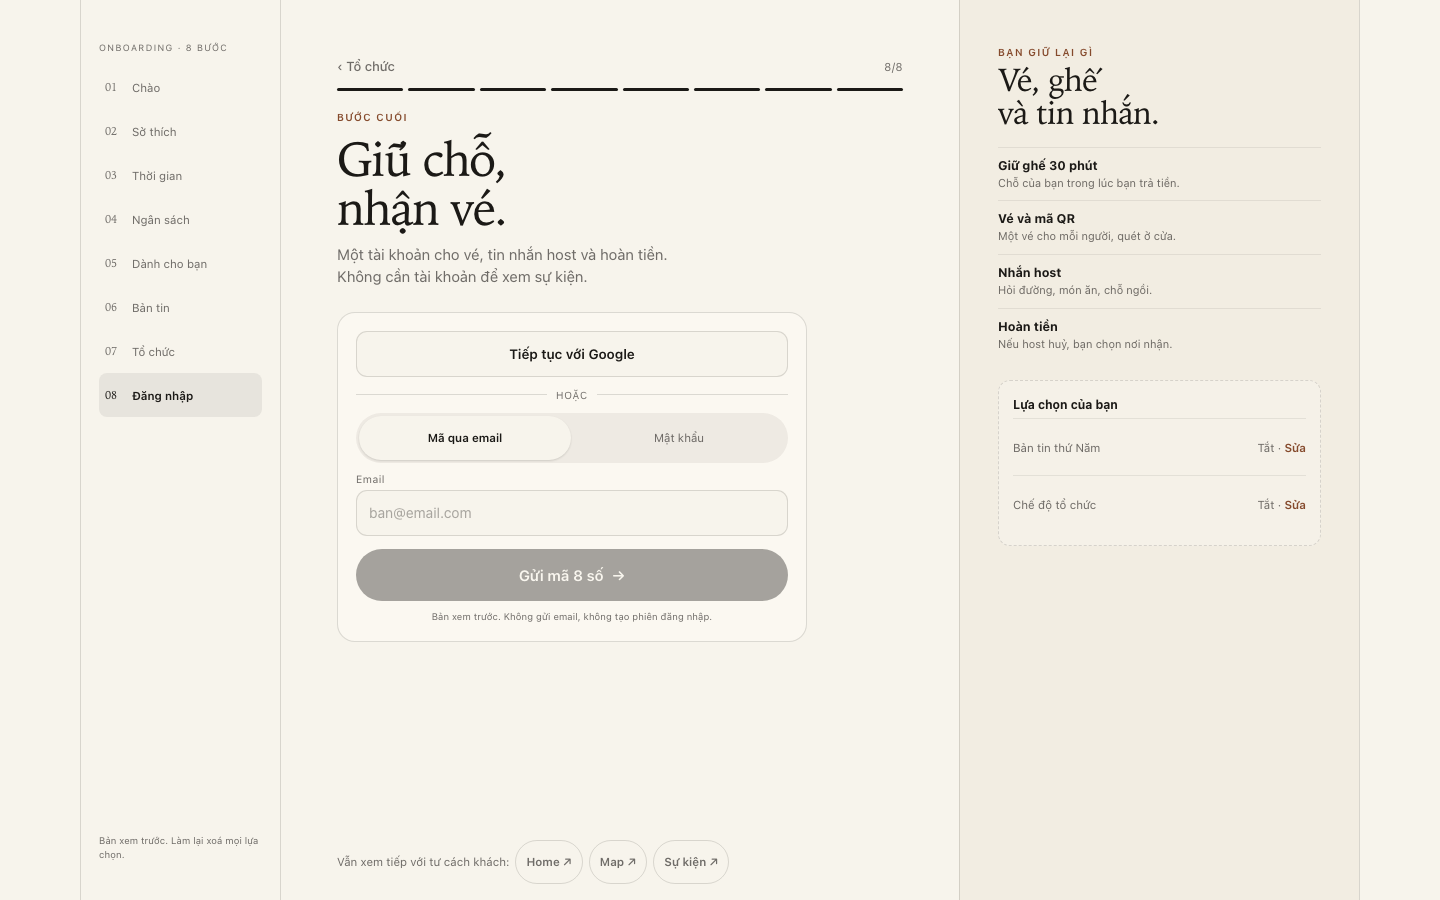 ONBOARDING · 8 BƯỚC
01 Chào
02 Sở thích
03 Thời gian
04 Ngân sách
05 Dành cho bạn
06 Bản tin
07 Tổ chức
08 Đăng nhập
Bản xem trước. Làm lại xoá mọi lựa
chọn.
‹ Tổ chức
8/8
BƯỚC CUỐI
Giữ chỗ,
nhận vé.
Một tài khoản cho vé, tin nhắn host và hoàn tiền.
Không cần tài khoản để xem sự kiện.
Tiếp tục với Google
HOẶC
Mã qua email
Mật khẩu
Email
ban@email.com
Gửi mã 8 số →
Bản xem trước. Không gửi email, không tạo phiên đăng nhập.
Vẫn xem tiếp với tư cách khách: Home ↗ Map ↗ Sự kiện ↗
BẠN GIỮ LẠI GÌ
Vé, ghế
và tin nhắn.
Giữ ghế 30 phút
Chỗ của bạn trong lúc bạn trả tiền.
Vé và mã QR
Một vé cho mỗi người, quét ở cửa.
Nhắn host
Hỏi đường, món ăn, chỗ ngồi.
Hoàn tiền
Nếu host huỷ, bạn chọn nơi nhận.
Lựa chọn của bạn
Bản tin thứ Năm
Tắt · Sửa
Chế độ tổ chức
Tắt · Sửa